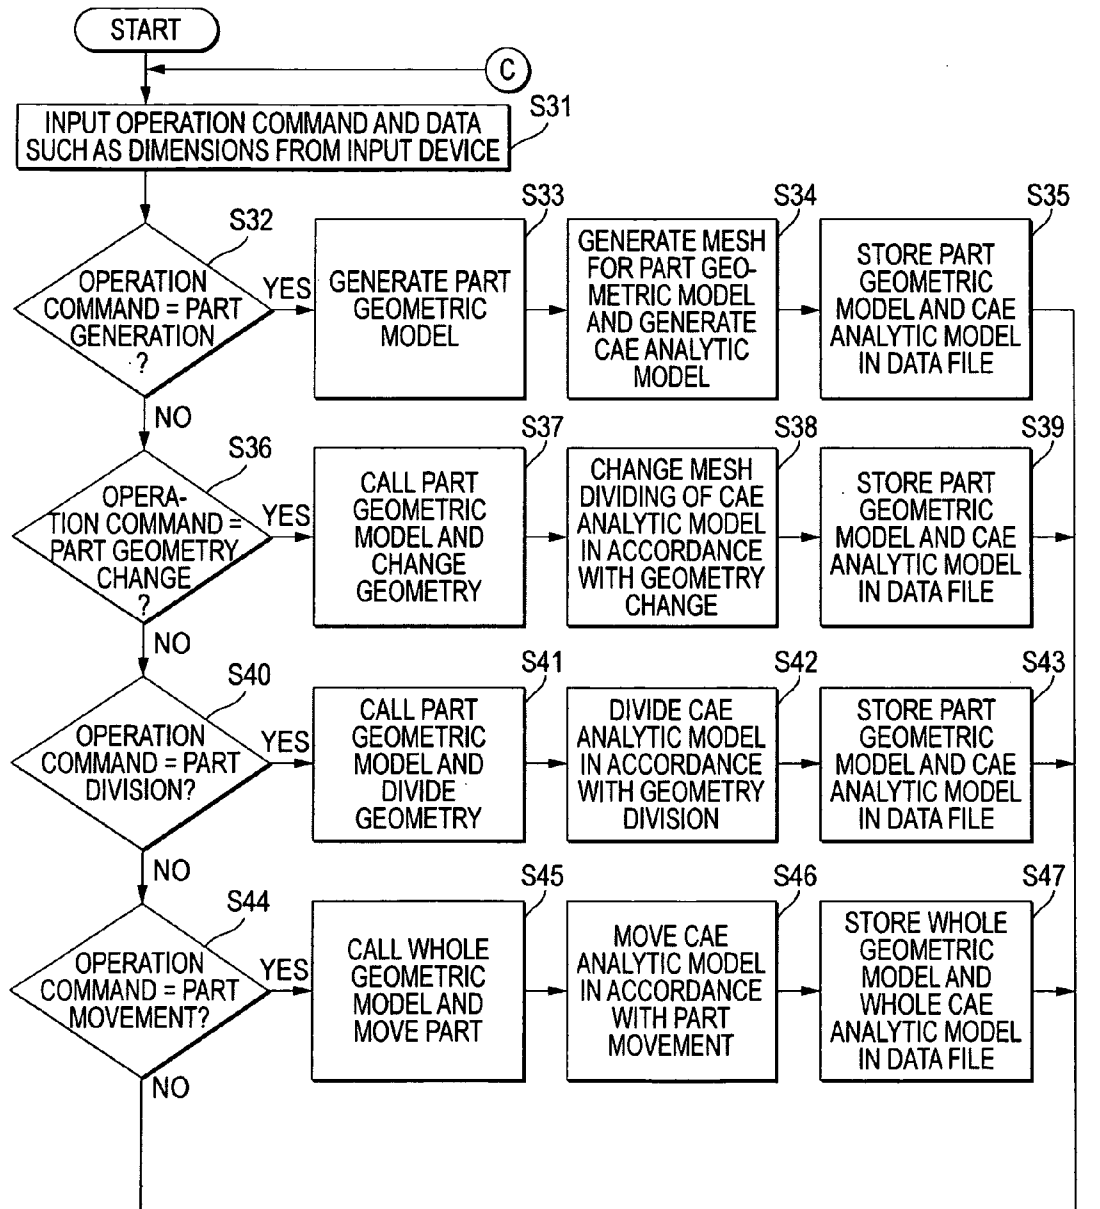 START
C
S31
INPUT OPERATION COMMAND AND DATA
SUCH AS DIMENSIONS FROM INPUT DEVICE
S32
OPERATION
COMMAND = PART
GENERATION
?
YES
NO
S33
GENERATE PART
GEOMETRIC
MODEL
S34
GENERATE MESH
FOR PART GEO-
METRIC MODEL
AND GENERATE
CAE ANALYTIC
MODEL
S35
STORE PART
GEOMETRIC
MODEL AND CAE
ANALYTIC MODEL
IN DATA FILE
S36
OPERA-
TION COMMAND =
PART GEOMETRY
CHANGE
?
YES
NO
S37
CALL PART
GEOMETRIC
MODEL AND
CHANGE
GEOMETRY
S38
CHANGE MESH
DIVIDING OF CAE
ANALYTIC MODEL
IN ACCORDANCE
WITH GEOMETRY
CHANGE
S39
STORE PART
GEOMETRIC
MODEL AND CAE
ANALYTIC MODEL
IN DATA FILE
S40
OPERATION
COMMAND = PART
DIVISION?
YES
NO
S41
CALL PART
GEOMETRIC
MODEL AND
DIVIDE
GEOMETRY
S42
DIVIDE CAE
ANALYTIC MODEL
IN ACCORDANCE
WITH GEOMETRY
DIVISION
S43
STORE PART
GEOMETRIC
MODEL AND CAE
ANALYTIC MODEL
IN DATA FILE
S44
OPERATION
COMMAND = PART
MOVEMENT?
YES
NO
S45
CALL WHOLE
GEOMETRIC
MODEL AND
MOVE PART
S46
MOVE CAE
ANALYTIC MODEL
IN ACCORDANCE
WITH PART
MOVEMENT
S47
STORE WHOLE
GEOMETRIC
MODEL AND
WHOLE CAE
ANALYTIC MODEL
IN DATA FILE